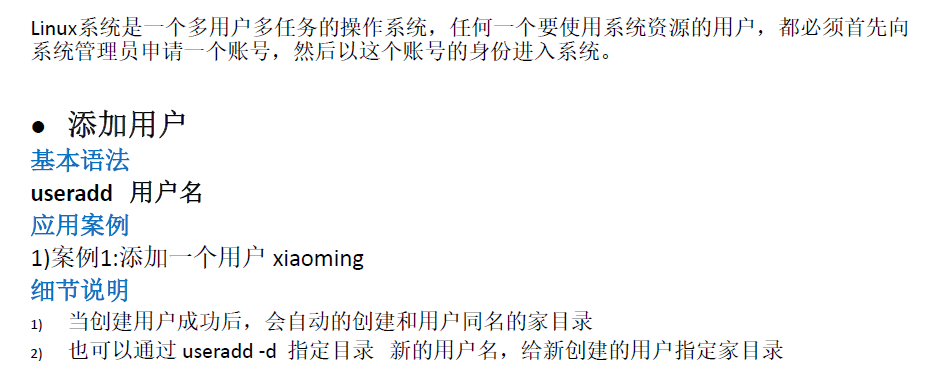 Linux系统是一个多用户多任务的操作系统，任何一个要使用系统资源的用户，都必须首先向
系统管理员申请一个账号，然后以这个账号的身份进入系统。
● 添加用户
基本语法
useradd 用户名
应用案例
1)案例1:添加一个用户 xiaoming
细节说明
1) 当创建用户成功后，会自动的创建和用户同名的家目录
2) 也可以通过 useradd -d 指定目录 新的用户名，给新创建的用户指定家目录